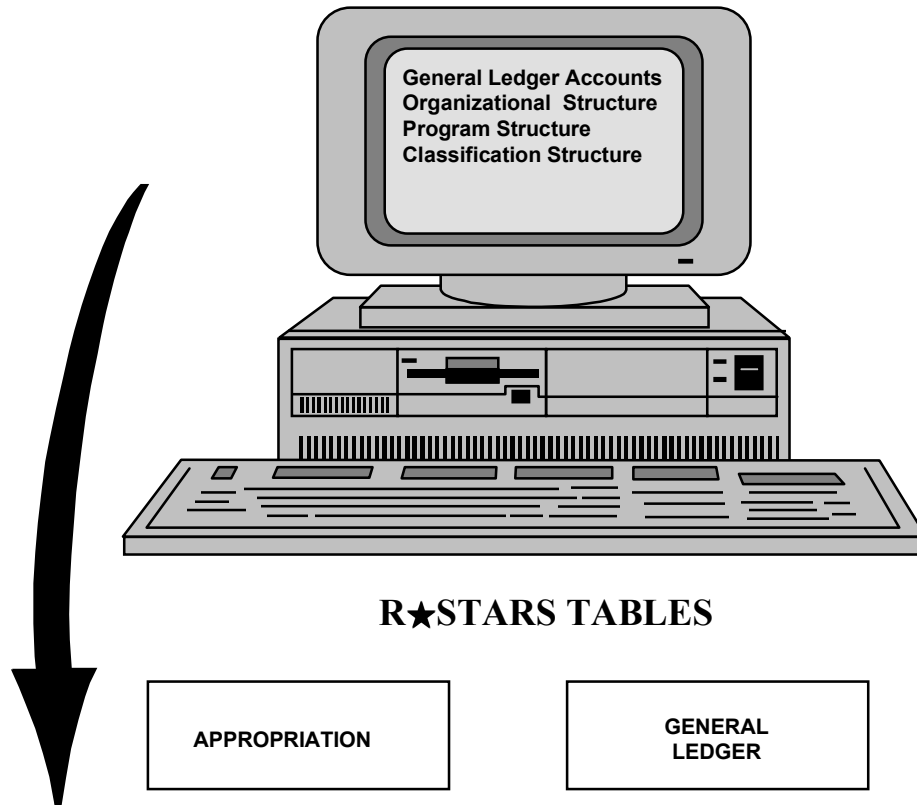 General Ledger Accounts
Organizational Structure
Program Structure
Classification Structure
R★STARS TABLES
APPROPRIATION
GENERAL
LEDGER